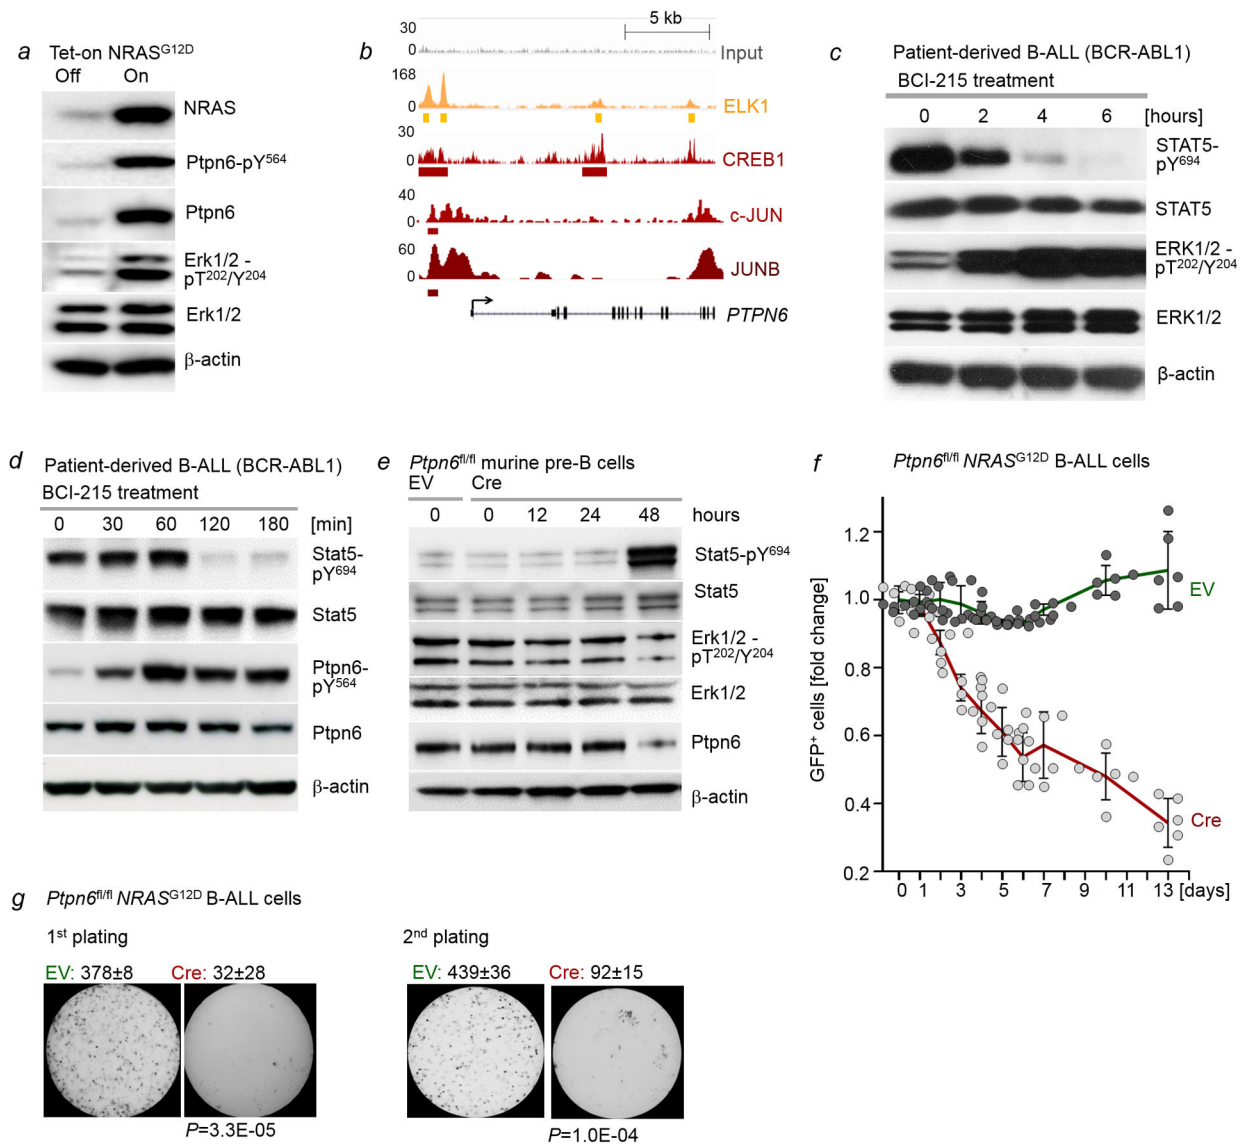 a
Tet-on NRAS^G12D
Off On
NRAS
Ptpn6-pY^564
Ptpn6
Erk1/2 -
pT^202/Y^204
Erk1/2
β-actin
b
5 kb
30
0
Input
168
0
ELK1
30
0
CREB1
40
0
c-JUN
60
0
JUNB
PTPN6
c
Patient-derived B-ALL (BCR-ABL1)
BCI-215 treatment
0 2 4 6 [hours]
STAT5-
pY^694
STAT5
ERK1/2 -
pT^202/Y^204
ERK1/2
β-actin
d
Patient-derived B-ALL (BCR-ABL1)
BCI-215 treatment
0 30 60 120 180 [min]
Stat5-
pY^694
Stat5
Ptpn6-
pY^564
Ptpn6
β-actin
e
Ptpn6^fl/fl murine pre-B cells
EV Cre
0 0 12 24 48 hours
Stat5-pY^694
Stat5
Erk1/2 -
pT^202/Y^204
Erk1/2
Ptpn6
β-actin
f
Ptpn6^fl/fl NRAS^G12D B-ALL cells
GFP^+ cells [fold change]
1.2
1.0
0.8
0.6
0.4
0.2
EV
Cre
0 1 3 5 7 9 11 13 [days]
g
Ptpn6^fl/fl NRAS^G12D B-ALL cells
1^st plating
EV: 378±8 Cre: 32±28
P=3.3E-05
2^nd plating
EV: 439±36 Cre: 92±15
P=1.0E-04